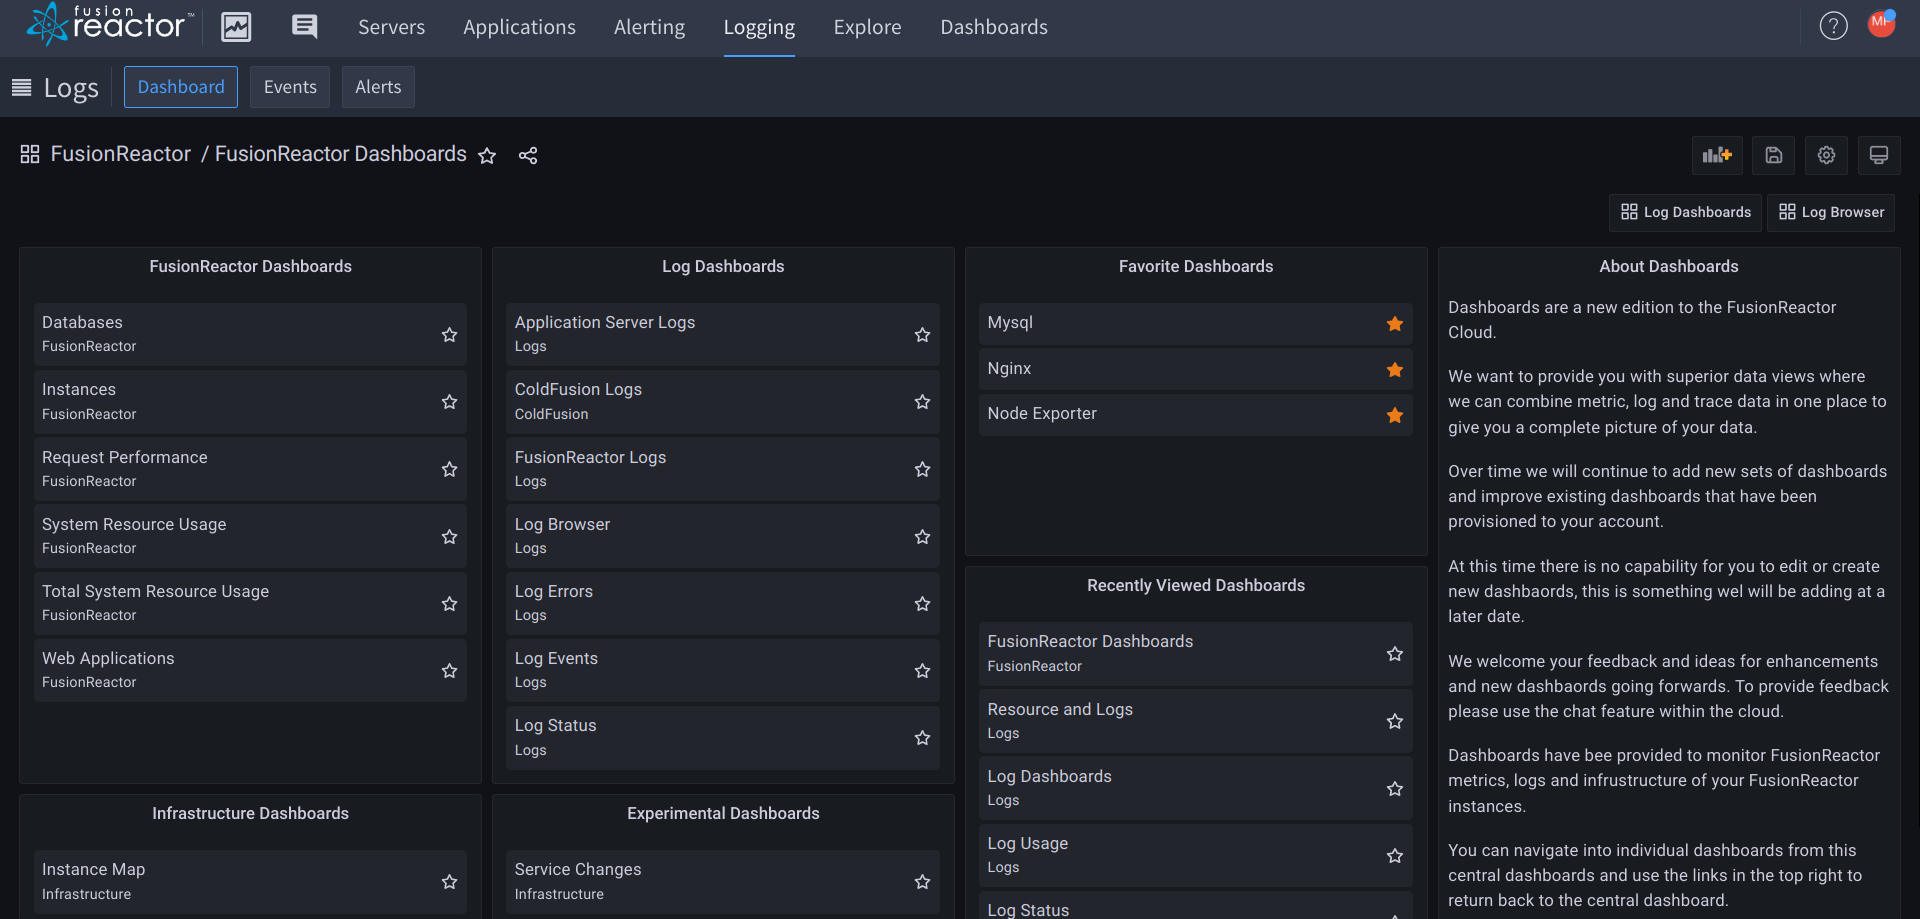 fusion
reactor™
Servers Applications Alerting Logging Explore Dashboards
?
Logs Dashboard Events Alerts
FusionReactor / FusionReactor Dashboards
Log Dashboards Log Browser
FusionReactor Dashboards
Databases
FusionReactor
Instances
FusionReactor
Request Performance
FusionReactor
System Resource Usage
FusionReactor
Total System Resource Usage
FusionReactor
Web Applications
FusionReactor
Log Dashboards
Application Server Logs
Logs
ColdFusion Logs
ColdFusion
FusionReactor Logs
Logs
Log Browser
Logs
Log Errors
Logs
Log Events
Logs
Log Status
Logs
Favorite Dashboards
Mysql
Nginx
Node Exporter
Recently Viewed Dashboards
FusionReactor Dashboards
FusionReactor
Resource and Logs
Logs
Log Dashboards
Logs
Log Usage
Logs
Log Status
About Dashboards
Dashboards are a new edition to the FusionReactor
Cloud.
We want to provide you with superior data views where
we can combine metric, log and trace data in one place to
give you a complete picture of your data.
Over time we will continue to add new sets of dashboards
and improve existing dashboards that have been
provisioned to your account.
At this time there is no capability for you to edit or create
new dashbaords, this is something wel will be adding at a
later date.
We welcome your feedback and ideas for enhancements
and new dashbaords going forwards. To provide feedback
please use the chat feature within the cloud.
Dashboards have bee provided to monitor FusionReactor
metrics, logs and infrustructure of your FusionReactor
instances.
You can navigate into individual dashboards from this
central dashboards and use the links in the top right to
return back to the central dashboard.
Infrastructure Dashboards
Instance Map
Infrastructure
Experimental Dashboards
Service Changes
Infrastructure